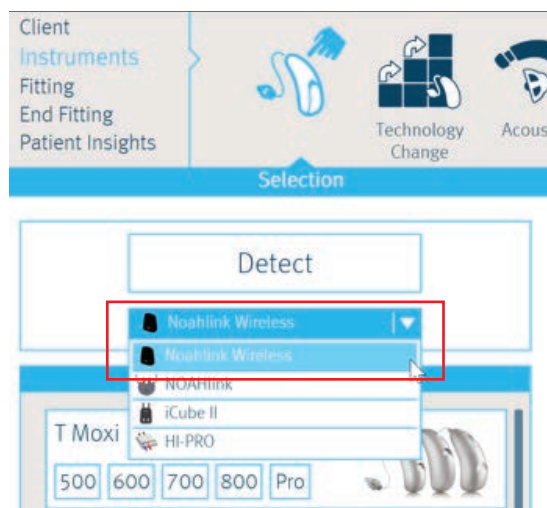 Client
Instruments
Fitting
End Fitting
Patient Insights
Technology
Change
Acous
Selection
Detect
Noahlink Wireless
Noahlink Wireless
NOAHlink
iCube II
HI-PRO
T Moxi
500 600 700 800 Pro